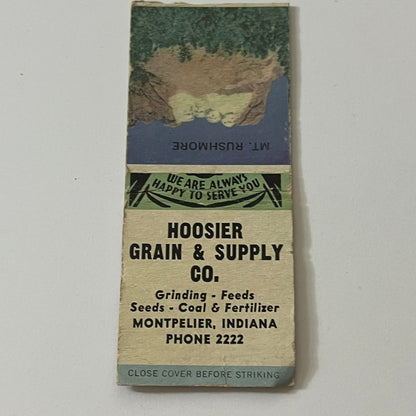 MT. RUSHMORE
WE ARE ALWAYS
HAPPY TO SERVE YOU
HOOSIER
GRAIN & SUPPLY
CO.
Grinding - Feeds
Seeds - Coal & Fertilizer
MONTPELIER, INDIANA
PHONE 2222
CLOSE COVER BEFORE STRIKING